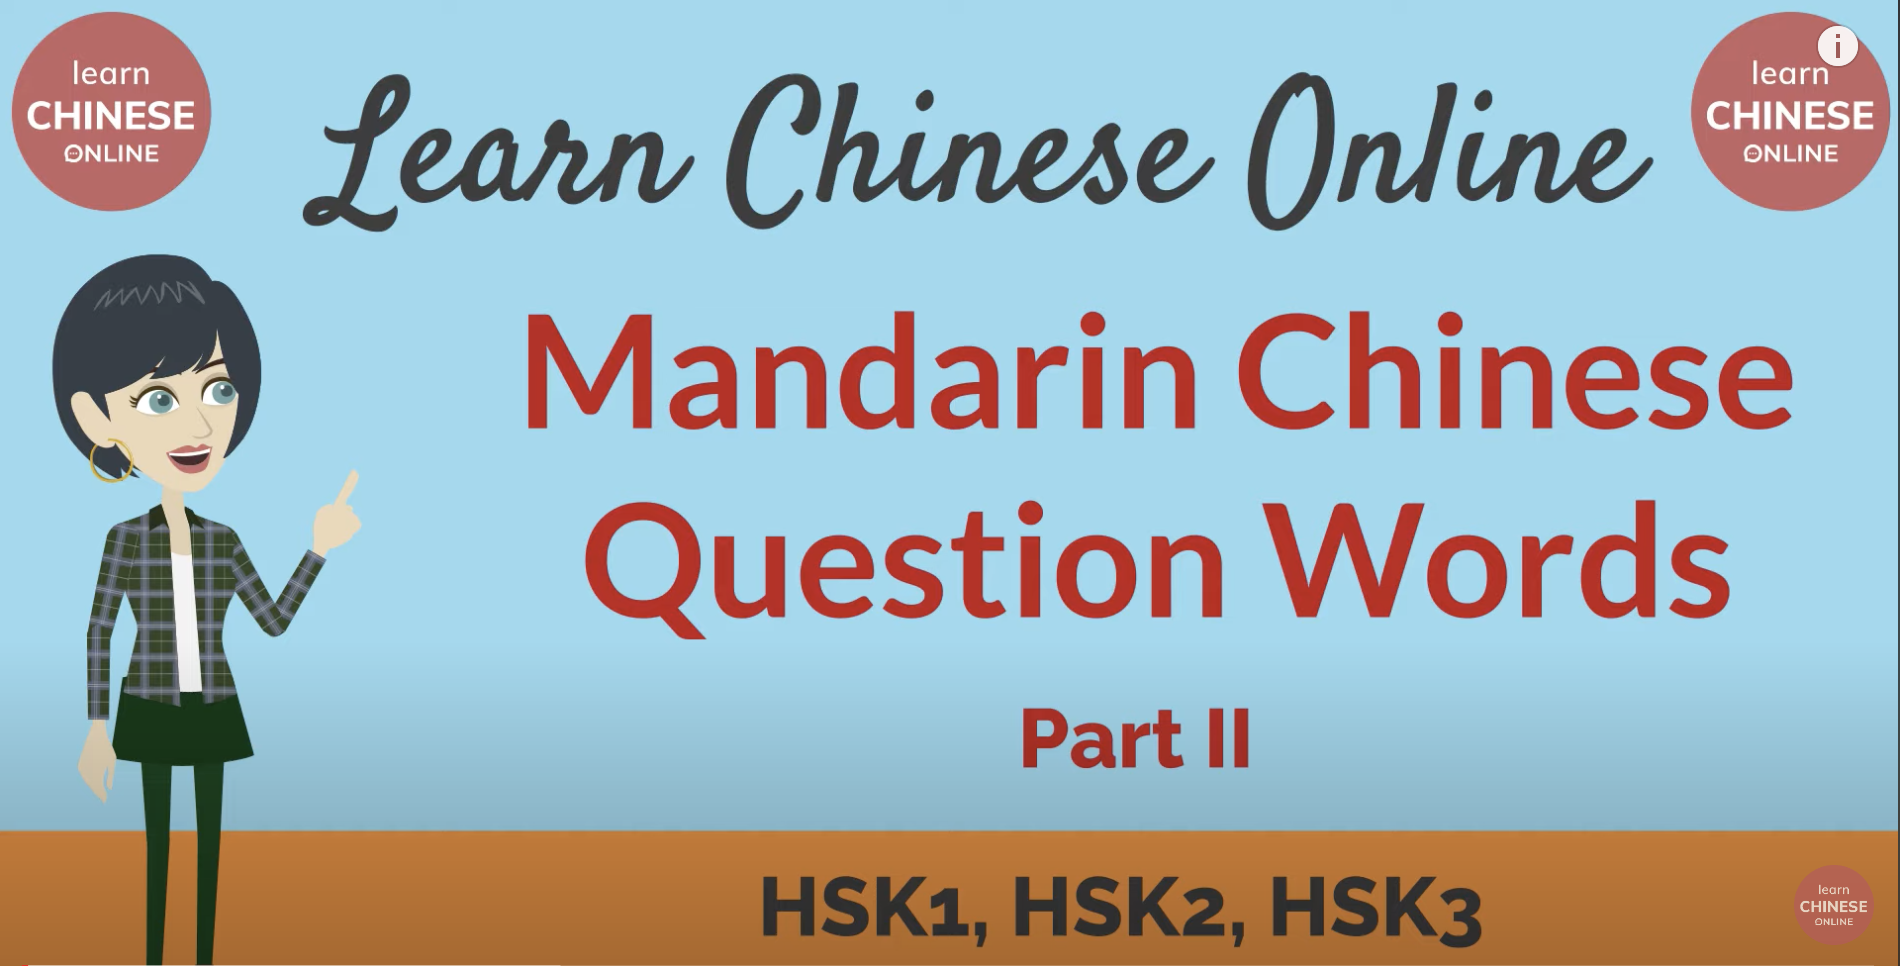 learn
CHINESE
ONLINE
Learn Chinese Online
i
learn
CHINESE
ONLINE
Mandarin Chinese
Question Words
Part II
HSK1, HSK2, HSK3
learn
CHINESE
ONLINE